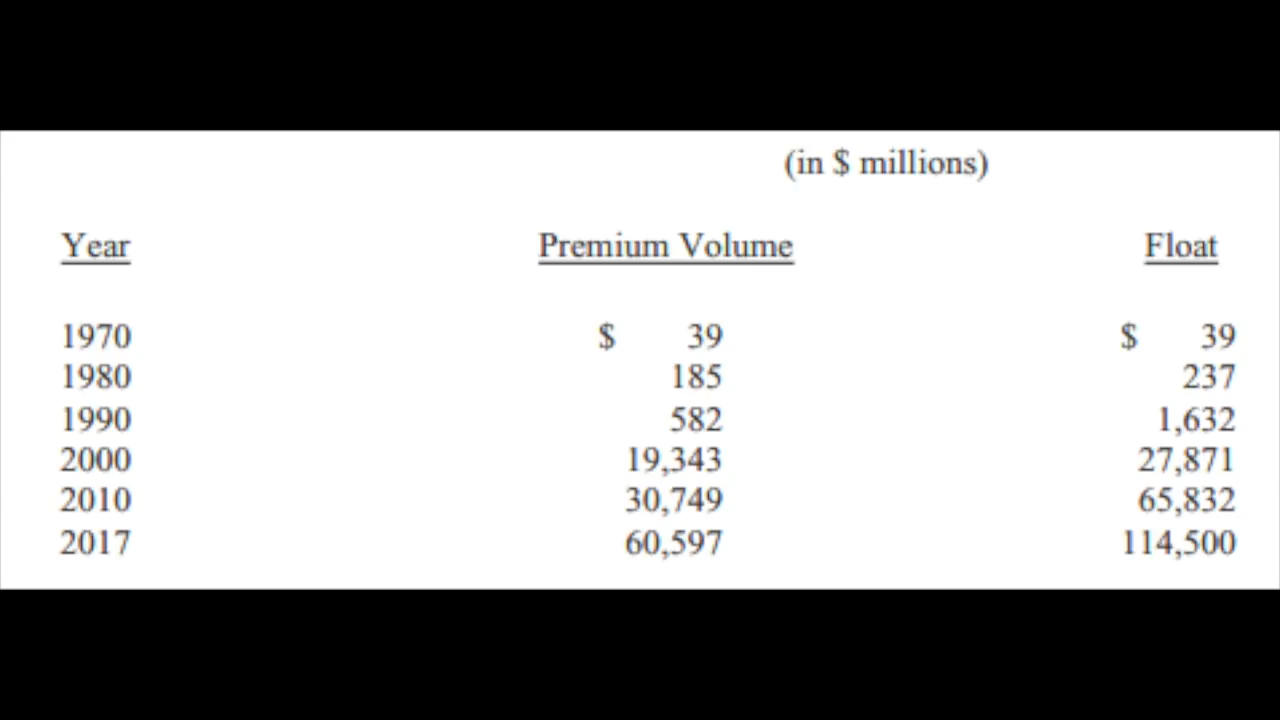 (in $ millions)
Year Premium Volume Float
1970 $ 39 $ 39
1980 185 237
1990 582 1,632
2000 19,343 27,871
2010 30,749 65,832
2017 60,597 114,500